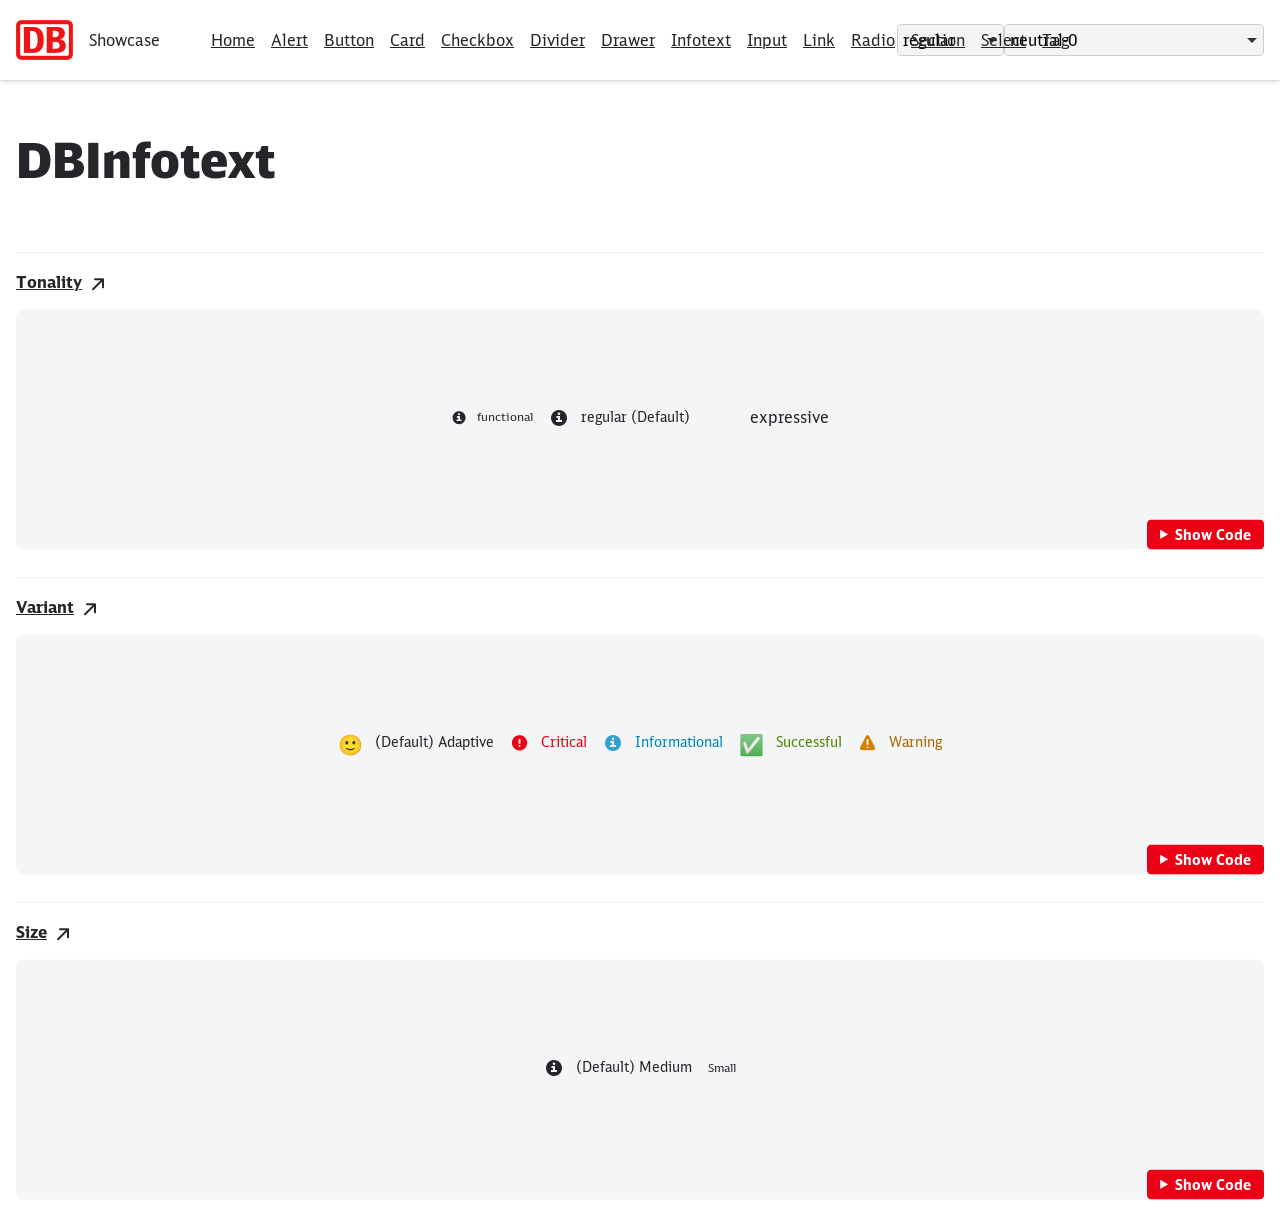 DB Showcase Home Alert Button Card Checkbox Divider Drawer Infotext Input Link Radio Section Select Tag regular neutral-0
DBInfotext
Tonality
functional regular (Default) expressive
Show Code
Variant
(Default) Adaptive Critical Informational Successful Warning
Show Code
Size
(Default) Medium Small
Show Code